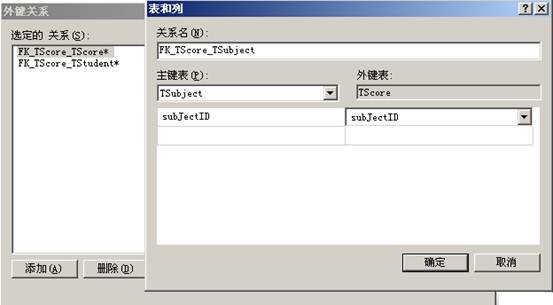 外键关系
选定的 关系(S):
FK_TScore_TScore*
FK_TScore_TStudent*
添加(A)
删除(D)
表和列
关系名(N):
FK_TScore_TSubject
主键表(P):
外键表:
TSubject
TScore
subJectID
subJectID
确定
取消